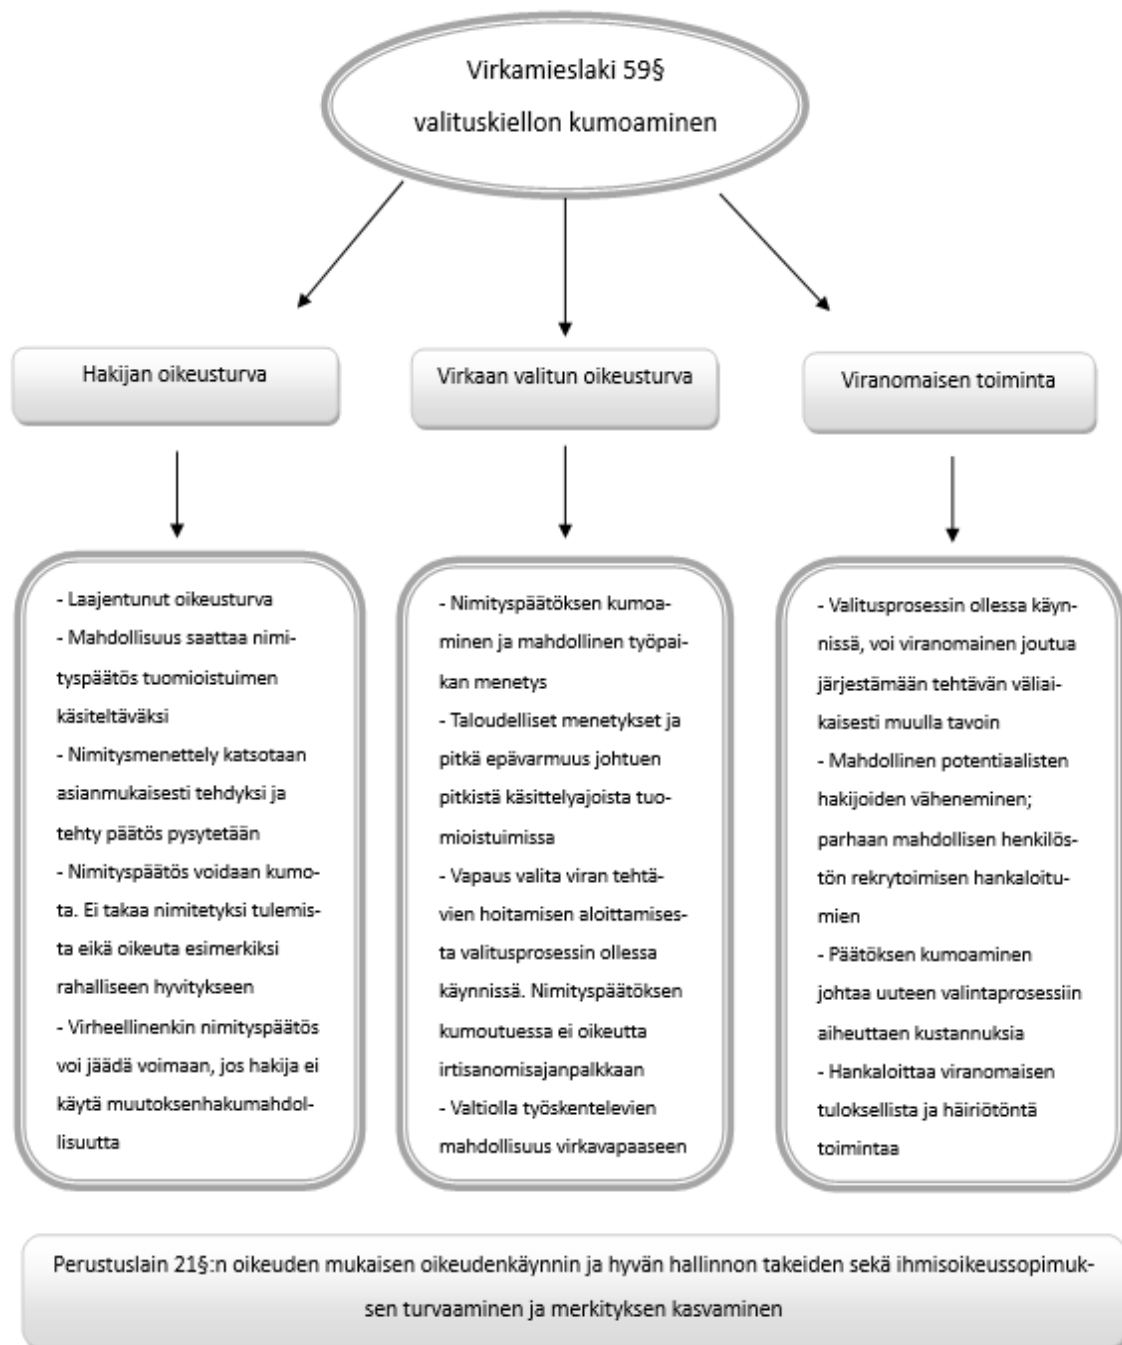 Virkamieslaki 59§
valituskiellon kumoaminen
Hakijan oikeusturva
Virkaan valitun oikeusturva
Viranomaisen toiminta
- Laajentunut oikeusturva
- Mahdollisuus saattaa nimi-
tyspäätös tuomioistuimen
käsiteltäväksi
- Nimitysmenettely katsotaan
asianmukaisesti tehdyksi ja
tehty päätös pysytetään
- Nimityspäätös voidaan kumo-
ta. Ei takaa nimitetyksi tulemis-
ta eikä oikeuta esimerkiksi
rahalliseen hyvitykseen
- Virheellinenkin nimityspäätös
voi jäädä voimaan, jos hakija ei
käytä muutoksenhakumahdol-
lisuutta
- Nimityspäätöksen kumoa-
minen ja mahdollinen työpai-
kan menetys
- Taloudelliset menetykset ja
pitkä epävarmuus johtuen
pitkistä käsittelyajoista tuo-
mioistuimissa
- Vapaus valita viran tehtä-
vien hoitamisen aloittamises-
ta valitusprosessin ollessa
käynnissä. Nimityspäätöksen
kumoutuessa ei oikeutta
irtisanomisajanpalkkaan
- Valtiolla työskentelevien
mahdollisuus virkavapaaseen
- Valitusprosessin ollessa käyn-
nissä, voi viranomainen joutua
järjestämään tehtävän väliai-
kaisesti muulla tavoin
- Mahdollinen potentiaalisten
hakijoiden väheneminen;
parhaan mahdollisen henkilös-
tön rekrytoimisen hankaloitu-
mien
- Päätöksen kumoaminen
johtaa uuteen valintaprosessiin
aiheuttaen kustannuksia
- Hankaloittaa viranomaisen
tuloksellista ja häiriötöntä
toimintaa
Perustuslain 21§:n oikeuden mukaisen oikeudenkäynnin ja hyvän hallinnon takeiden sekä ihmisoikeussopimuk-
sen turvaaminen ja merkityksen kasvaminen